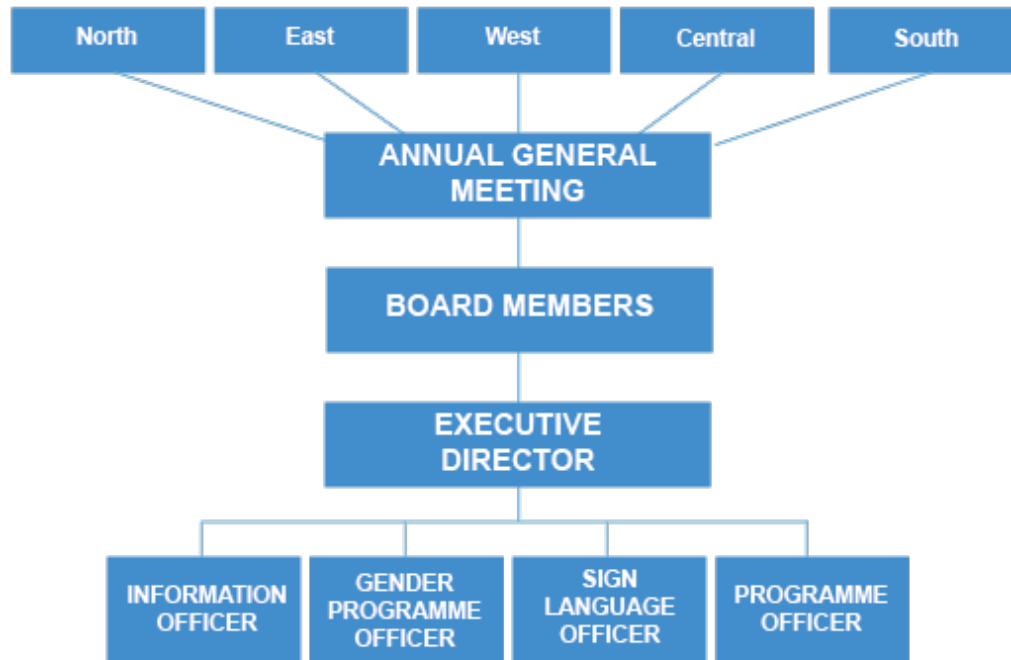 North
East
West
Central
South
ANNUAL GENERAL
MEETING
BOARD MEMBERS
EXECUTIVE
DIRECTOR
INFORMATION
OFFICER
GENDER
PROGRAMME
OFFICER
SIGN
LANGUAGE
OFFICER
PROGRAMME
OFFICER